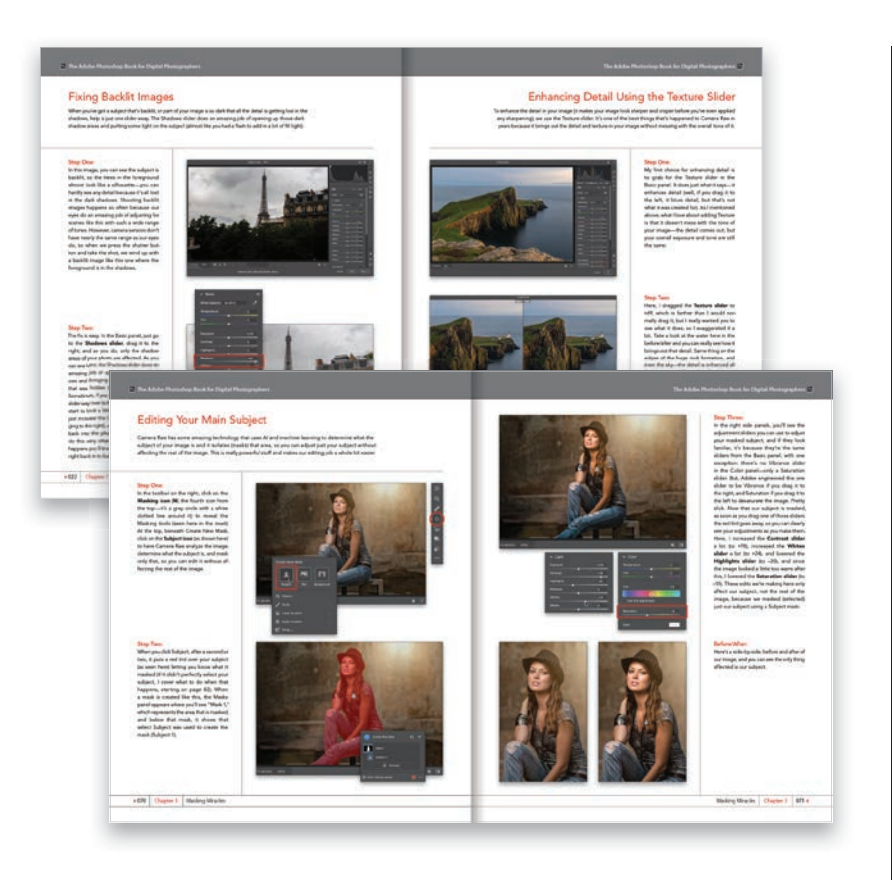 The Adobe Photoshop Book for Digital Photographers
The Adobe Photoshop Book for Digital Photographers
Fixing Backlit Images
When you've got a subject that's backlit, or part of your image is so dark that all the detail is getting lost in the
shadows, help is just one slider away. The Shadows slider does an amazing job of opening up those dark
shadow areas and putting some light on the subject (almost like you had a flash to add in a bit of fill light).
Step One:
In this image, you can see the subject is
backlit, so the trees in the foreground
almost look like a silhouette—you can
hardly see any detail because it's all lost
in the dark shadows. Shooting backlit
images happens so often because our
eyes do an amazing job of adjusting for
scenes like this with such a wide range
of tones. However, camera sensors don't
have nearly the same range as our eyes
do, so when we press the shutter but-
ton and take the shot, we wind up with
a backlit image like this one where the
foreground is in the shadows.
Step Two:
The fix is easy. In the Basic panel, just go
to the Shadows slider, drag it to the
right, and as you do, only the shadow
areas of your photo are affected. As you
Enhancing Detail Using the Texture Slider
To enhance the detail in your image (it makes your image look sharper and snappier before you've even applied
any sharpening), we use the Texture slider. It's one of the best things that's happened to Camera Raw in
years because it brings out the detail and texture in your image without messing with the overall tone of it.
Step One:
My first choice for enhancing detail is
to grab for the Texture slider in the
Basic panel. It does just what it says—it
enhances detail (well, if you drag it to
the left, it blurs detail, but that's not
what it was created for). As I mentioned
above, what I love about adding Texture
is that it doesn't mess with the tone of
your image—the detail comes out, but
your overall exposure and tone are still
the same.
Step Two:
Here, I dragged the Texture slider to
which is farther than I would nor-
mally drag it, but I really wanted you to
see what it does, so I exaggerated it a
bit. Take a look at the water here in the
before/after and you can really see how it
brings out that detail. Same thing on the
edges of the huge rock formation, and
even the sky—the detail is enhanced all
The Adobe Photoshop Book for Digital Photographers
The Adobe Photoshop Book for Digital Photographers
Editing Your Main Subject
Camera Raw has some amazing technology that uses AI and machine learning to determine what the
subject of your image is and it isolates (masks) that area, so you can adjust just your subject without
affecting the rest of the image. This is really powerful stuff and makes our editing job a whole lot easier.
Step One:
In the toolbar on the right, click on the
Masking icon (M; the fourth icon from
the top—it's a gray circle with a white
dotted line around it) to reveal the
Masking tools (seen here in the inset).
At the top, beneath Create New Mask,
click on the Subject icon (as shown here)
to have Camera Raw analyze the image,
determine what the subject is, and mask
only that, so you can edit it without af-
fecting the rest of the image.
Step Two:
When you click Subject, after a second or
two, it puts a red tint over your subject
(as seen here) letting you know what it
masked (if it didn't perfectly select your
subject, I cover what to do when that
happens, starting on page 82). When
a mask is created like this, the Masks
panel appears where you'll see "Mask 1,"
which represents the area that is masked,
and below that mask, it shows that
select Subject was used to create the
mask (Subject 1).
Step Three:
In the right side panels, you'll see the
adjustment sliders you can use to adjust
your masked subject, and if they look
familiar, it's because they're the same
sliders from the Basic panel, with one
exception: there's no Vibrance slider
in the Color panel—only a Saturation
slider. But, Adobe engineered the one
slider to be Vibrance if you drag it to
the right, and Saturation if you drag it to
the left to desaturate the image. Pretty
slick. Now that our subject is masked,
as soon as you drag one of those sliders
the red tint goes away, so you can clearly
see your adjustments as you make them.
Here, I increased the Contrast slider
a bit (to +19), increased the Whites
slider a bit (to +24), and lowered the
Highlights slider (to –20), and since
the image looked a little too warm after
this, I lowered the Saturation slider (to
–11). These edits we're making here only
affect our subject, not the rest of the
image, because we masked (selected)
just our subject using a Subject mask.
Before/After:
Here's a side-by-side, before and after of
our image, and you can see the only thing
affected is our subject.
070 Chapter 3 Masking Miracles
Masking Miracles Chapter 3 071